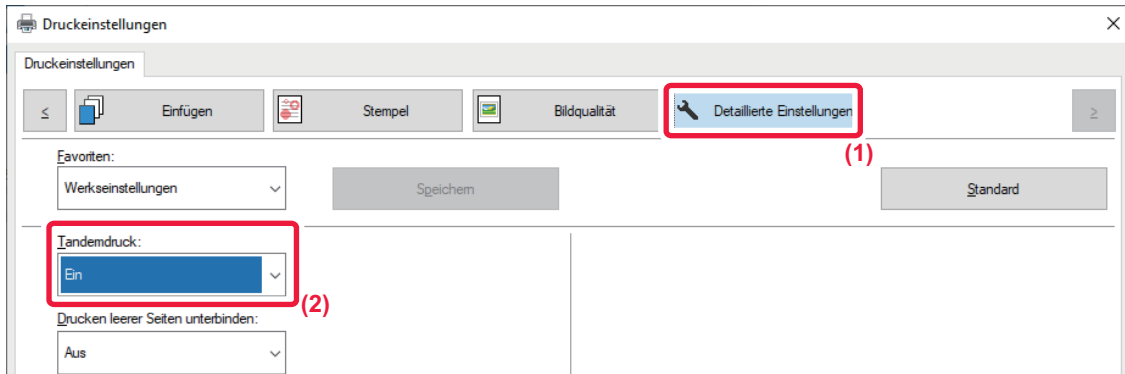 Druckeinstellungen
Druckeinstellungen
< Einfügen Stempel Bildqualität Detaillierte Einstellungen >
(1)
Favoriten:
Werkseinstellungen Speichern Standard
Tandemdruck:
Ein
(2)
Drucken leerer Seiten unterbinden:
Aus